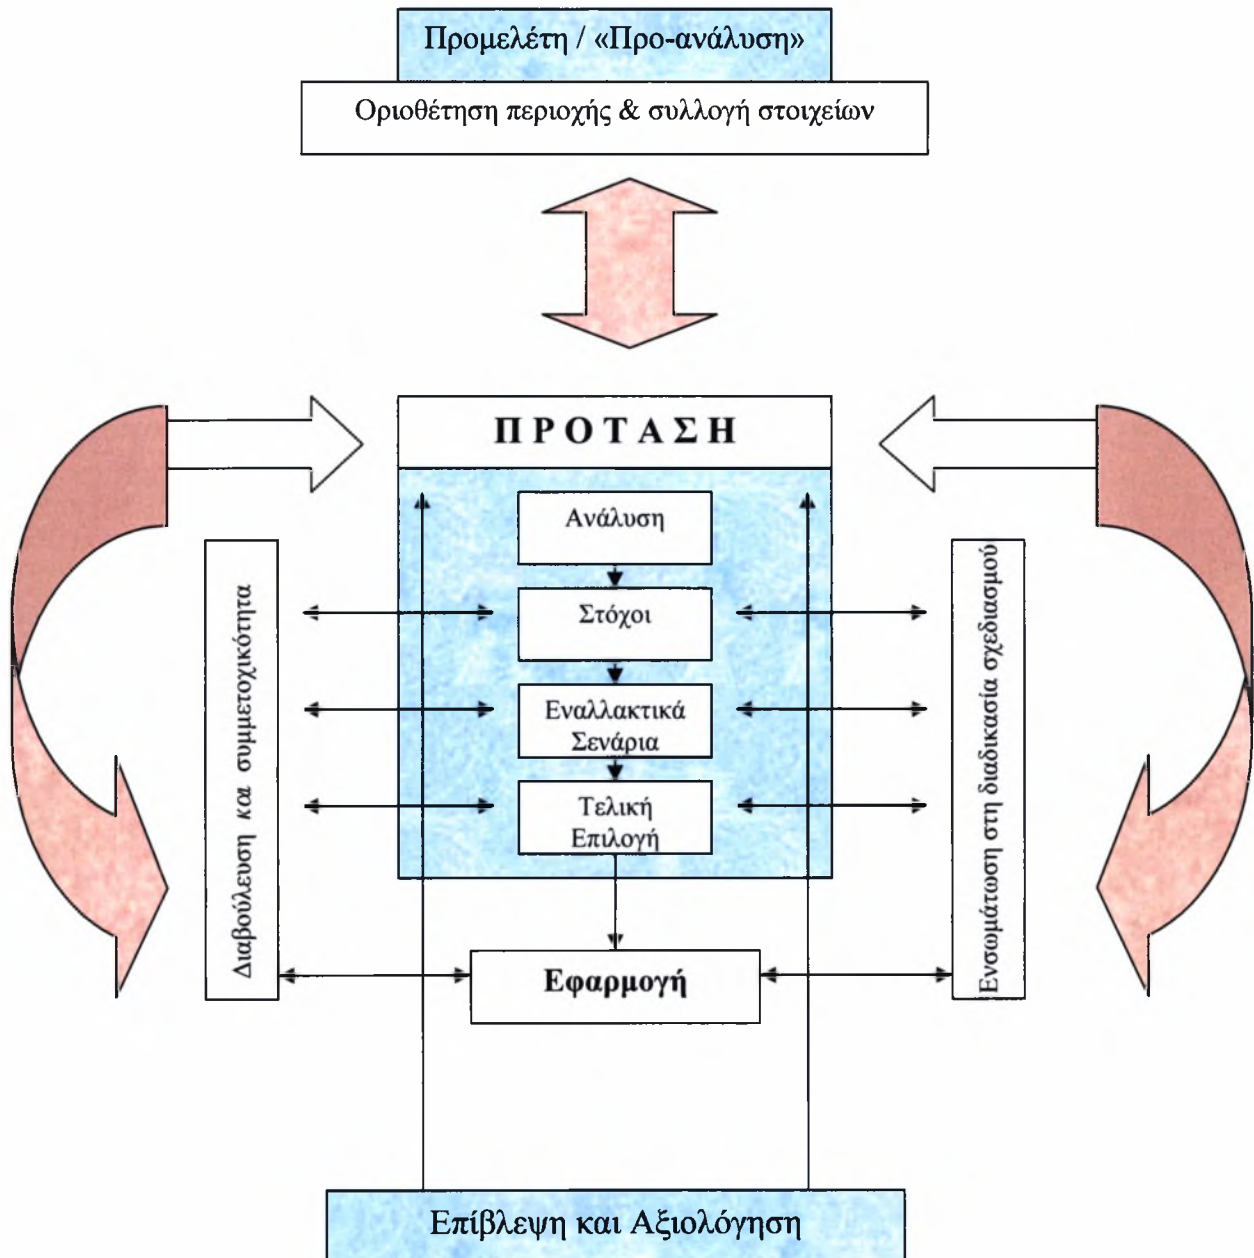 Προμελέτη / «Προ-ανάλυση»
Οριοθέτηση περιοχής & συλλογή στοιχείων
Π Ρ Ο Τ Α Σ Η
Ανάλυση
Στόχοι
Εναλλακτικά
Σενάρια
Τελική
Επιλογή
Διαβούλευση και συμμετοχικότητα
Ενσωμάτωση στη διαδικασία σχεδιασμού
Εφαρμογή
Επίβλεψη και Αξιολόγηση